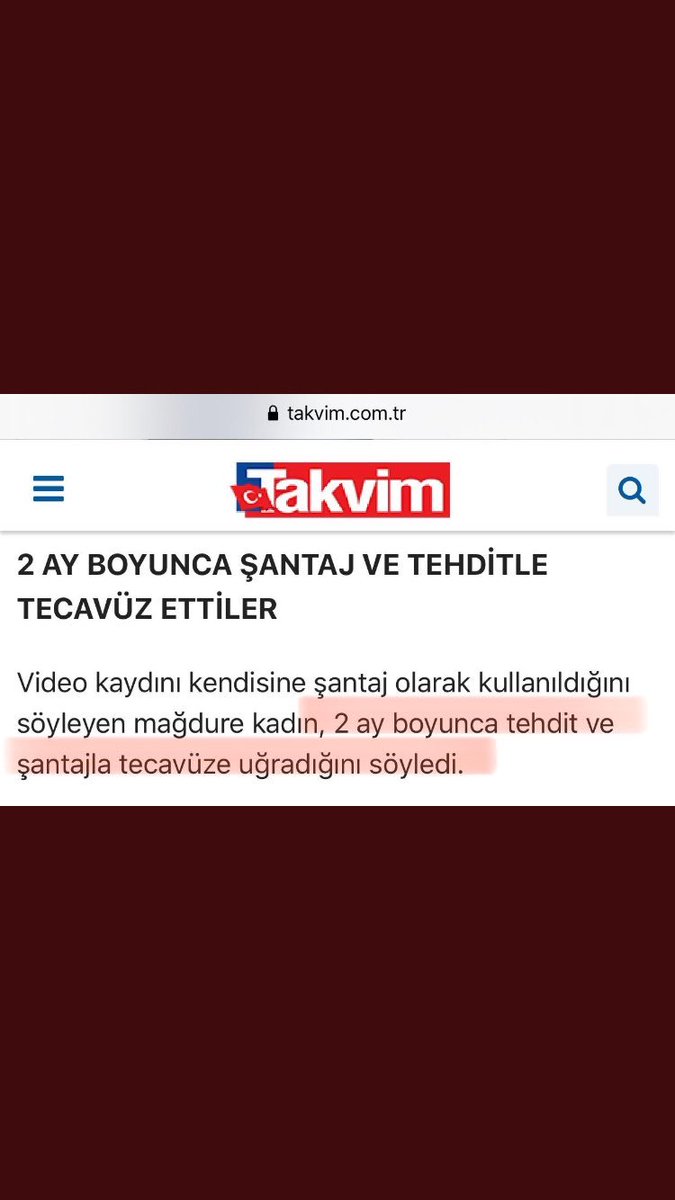 takvim.com.tr
Takvim
2 AY BOYUNCA ŞANTAJ VE TEHDİTLE
TECAVÜZ ETTİLER
Video kaydını kendisine şantaj olarak kullanıldığını
söyleyen mağdure kadın, 2 ay boyunca tehdit ve
şantajla tecavüze uğradığını söyledi.